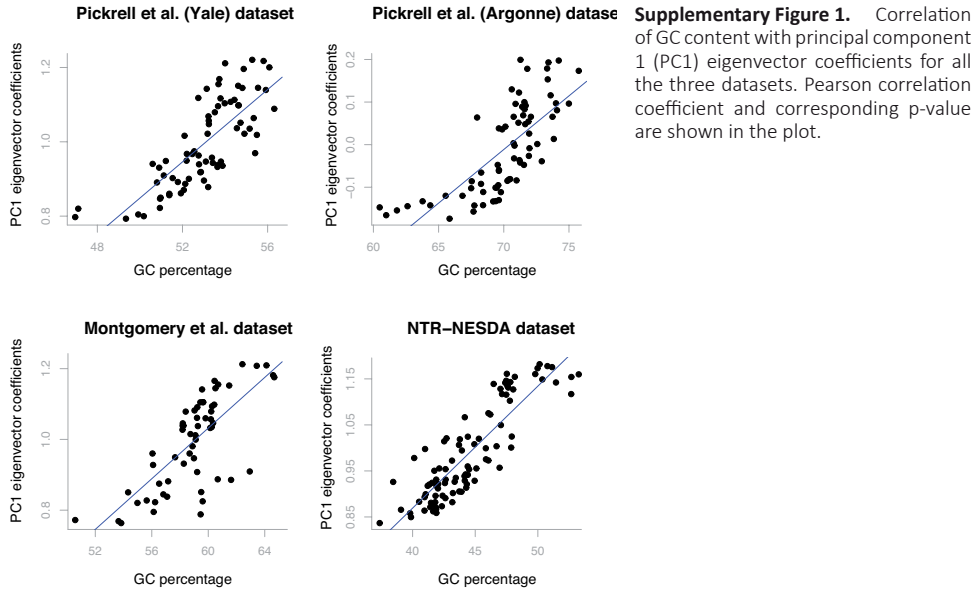 Pickrell et al. (Yale) dataset
PC1 eigenvector coefficients
0.8 1.0 1.2
48 52 56
GC percentage
Pickrell et al. (Argonne) datase
PC1 eigenvector coefficients
−0.1 0.0 0.1 0.2
60 65 70 75
GC percentage
Supplementary Figure 1. Correlation
of GC content with principal component
1 (PC1) eigenvector coefficients for all
the three datasets. Pearson correlation
coefficient and corresponding p-value
are shown in the plot.
Montgomery et al. dataset
PC1 eigenvector coefficients
0.8 1.0 1.2
52 56 60 64
GC percentage
NTR−NESDA dataset
PC1 eigenvector coefficients
0.85 0.95 1.05 1.15
40 45 50
GC percentage